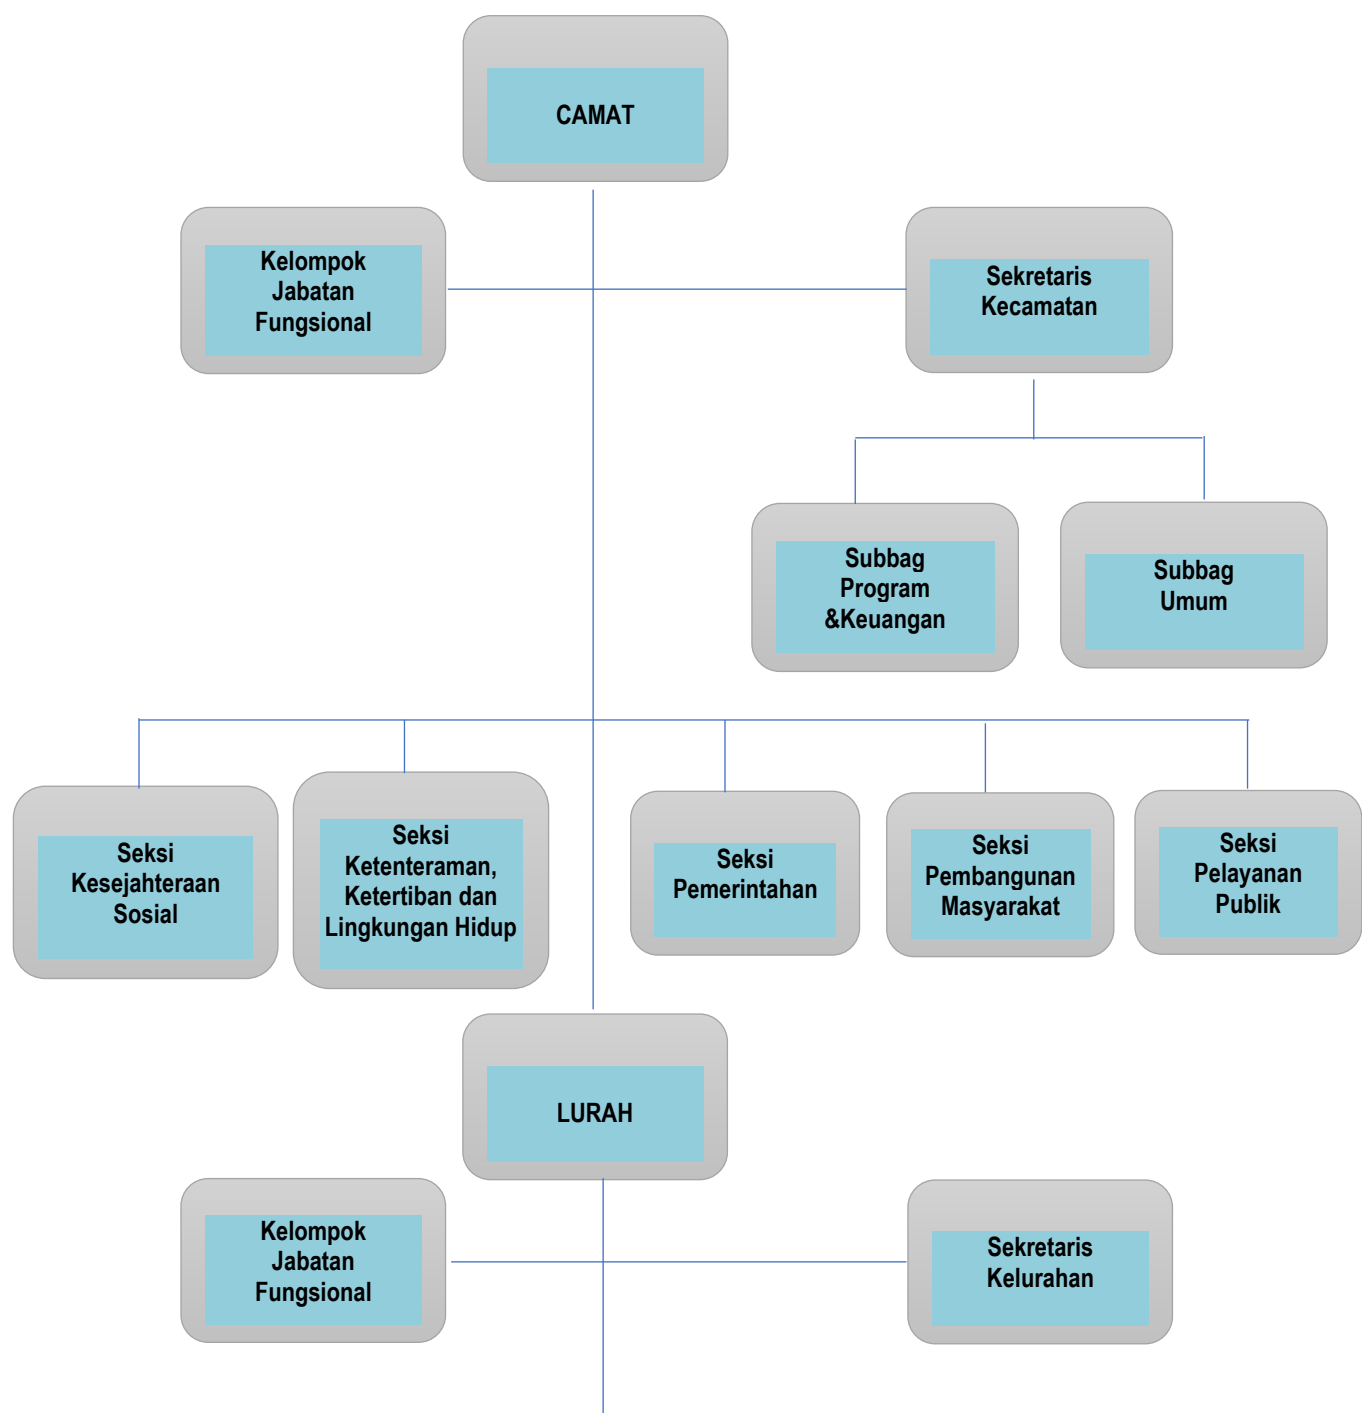 CAMAT
Kelompok
Jabatan
Fungsional
Sekretaris
Kecamatan
Subbag
Program
&Keuangan
Subbag
Umum
Seksi
Kesejahteraan
Sosial
Seksi
Ketenteraman,
Ketertiban dan
Lingkungan Hidup
Seksi
Pemerintahan
Seksi
Pembangunan
Masyarakat
Seksi
Pelayanan
Publik
LURAH
Kelompok
Jabatan
Fungsional
Sekretaris
Kelurahan